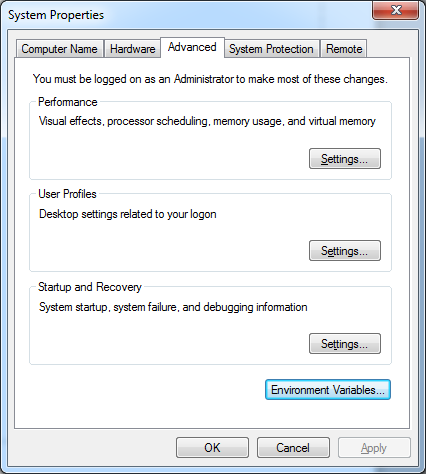 System Properties
Computer Name Hardware Advanced System Protection Remote
You must be logged on as an Administrator to make most of these changes.
Performance
Visual effects, processor scheduling, memory usage, and virtual memory
Settings...
User Profiles
Desktop settings related to your logon
Settings...
Startup and Recovery
System startup, system failure, and debugging information
Settings...
Environment Variables...
OK Cancel Apply